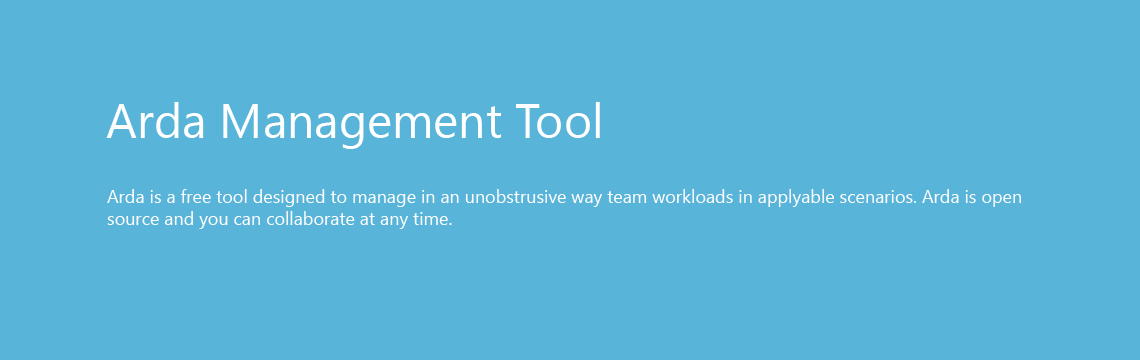 Arda Management Tool
Arda is a free tool designed to manage in an unobstrusive way team workloads in applyable scenarios. Arda is open
source and you can collaborate at any time.